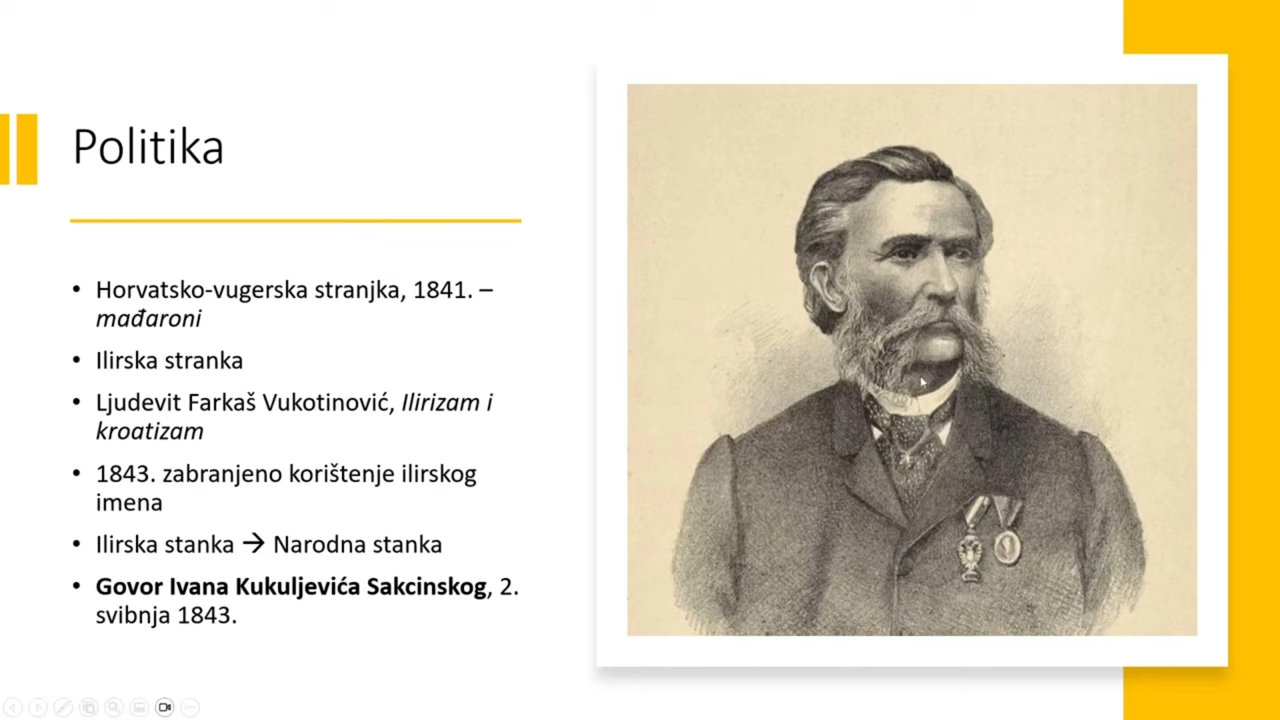 Politika
• Horvatsko-vugerska stranjka, 1841. –
mađaroni
• Ilirska stranka
• Ljudevit Farkaš Vukotinović, Ilirizam i
kroatizam
• 1843. zabranjeno korištenje ilirskog
imena
• Ilirska stanka → Narodna stanka
• Govor Ivana Kukuljevića Sakcinskog, 2.
svibnja 1843.